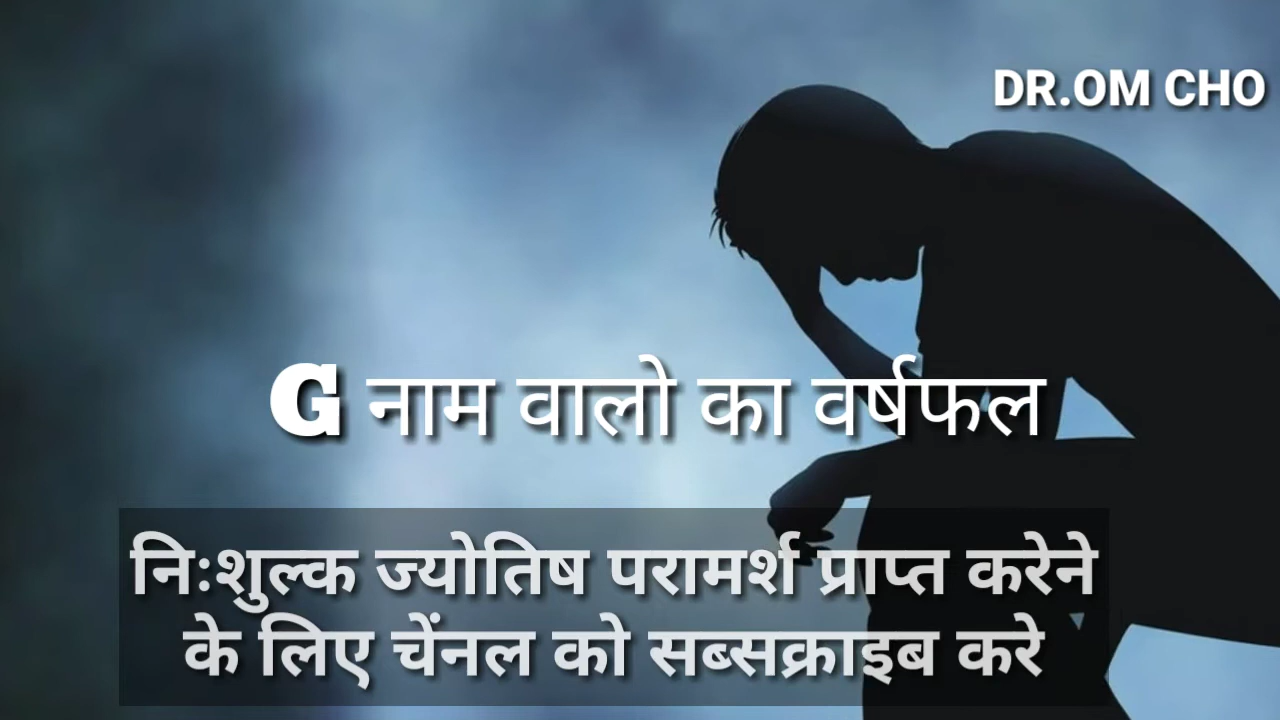 DR.OM CHO
G नाम वालो का वर्षफल
निःशुल्क ज्योतिष परामर्श प्राप्त करेने
के लिए चेंनल को सब्सक्राइब करे